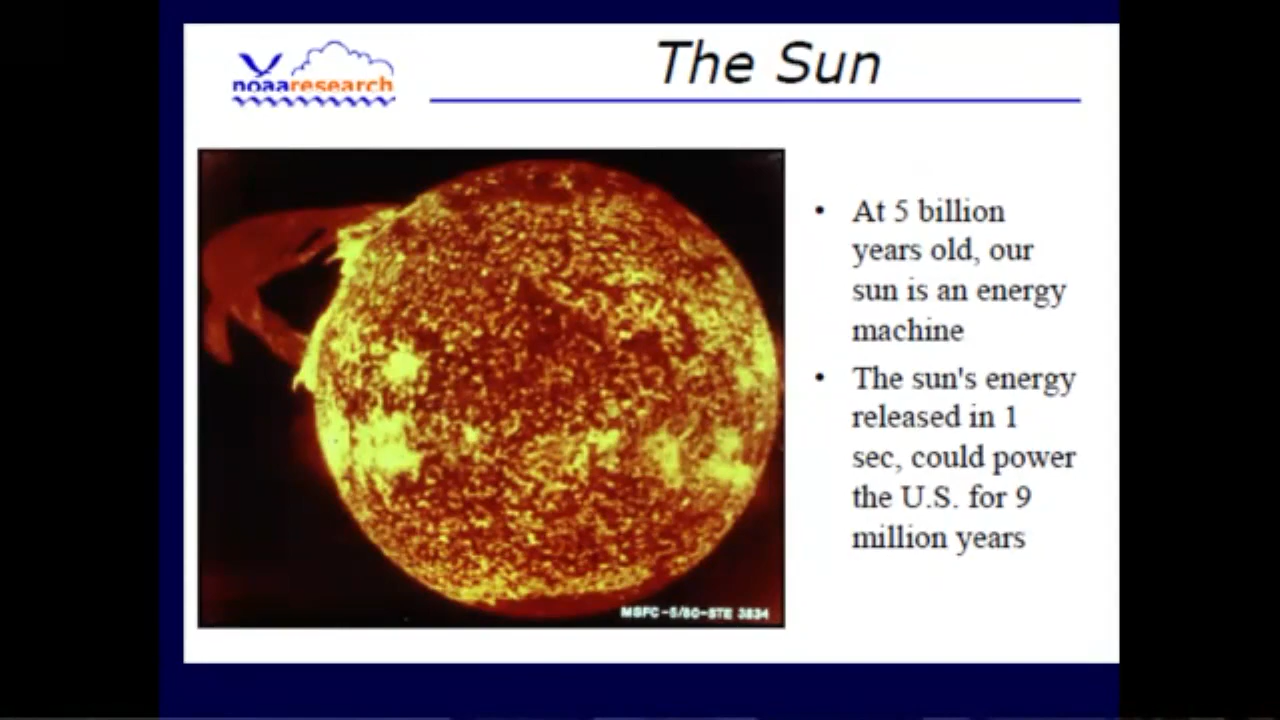 noaaresearch
The Sun
• At 5 billion
years old, our
sun is an energy
machine
• The sun's energy
released in 1
sec, could power
the U.S. for 9
million years
MSFC-5/80-STE 3834